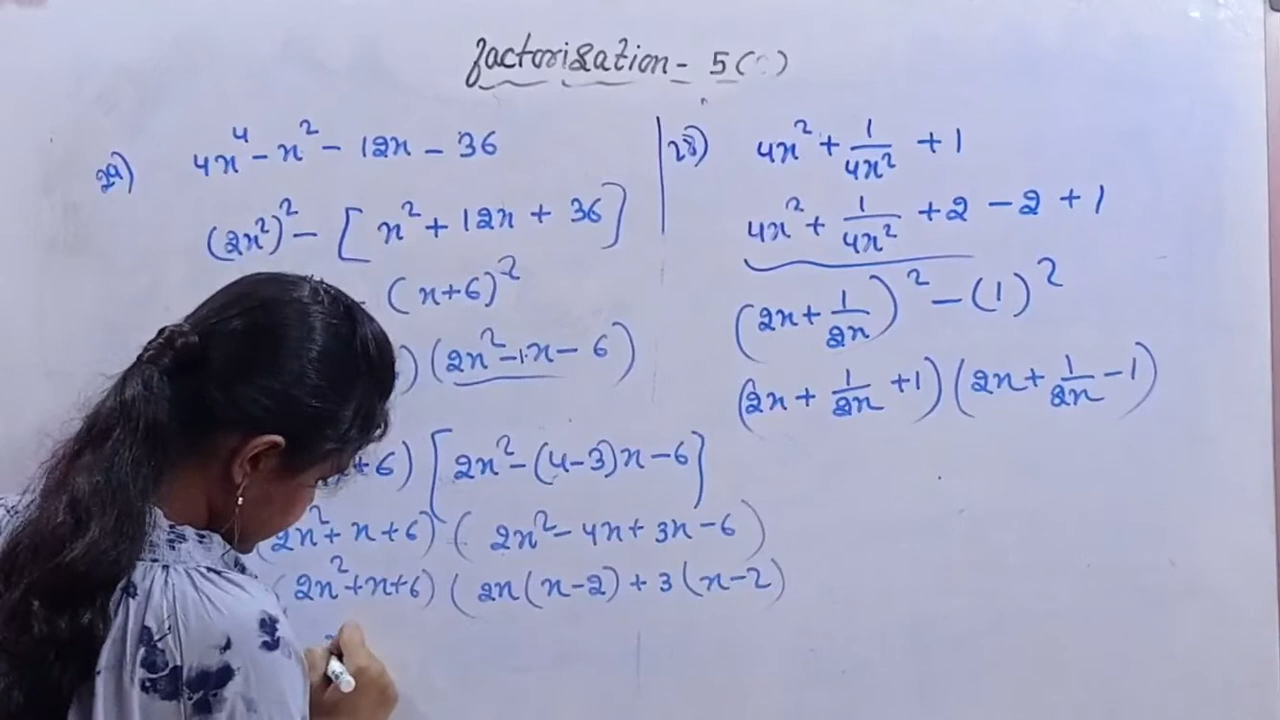 factorisation - 5( )
29) 4x⁴ - x² - 12x - 36
(2x²)² - [x² + 12x + 36]
(x+6)²
) (2x² - 1x - 6)
+6) [2x² - (4-3)x - 6]
(2x² + x + 6) (2x² - 4x + 3x - 6)
(2x² + x + 6) (2x(x-2) + 3(x-2)
28) 4x² + 1/4x² + 1
4x² + 1/4x² + 2 - 2 + 1
(2x + 1/2x)² - (1)²
(2x + 1/2x + 1) (2x + 1/2x - 1)